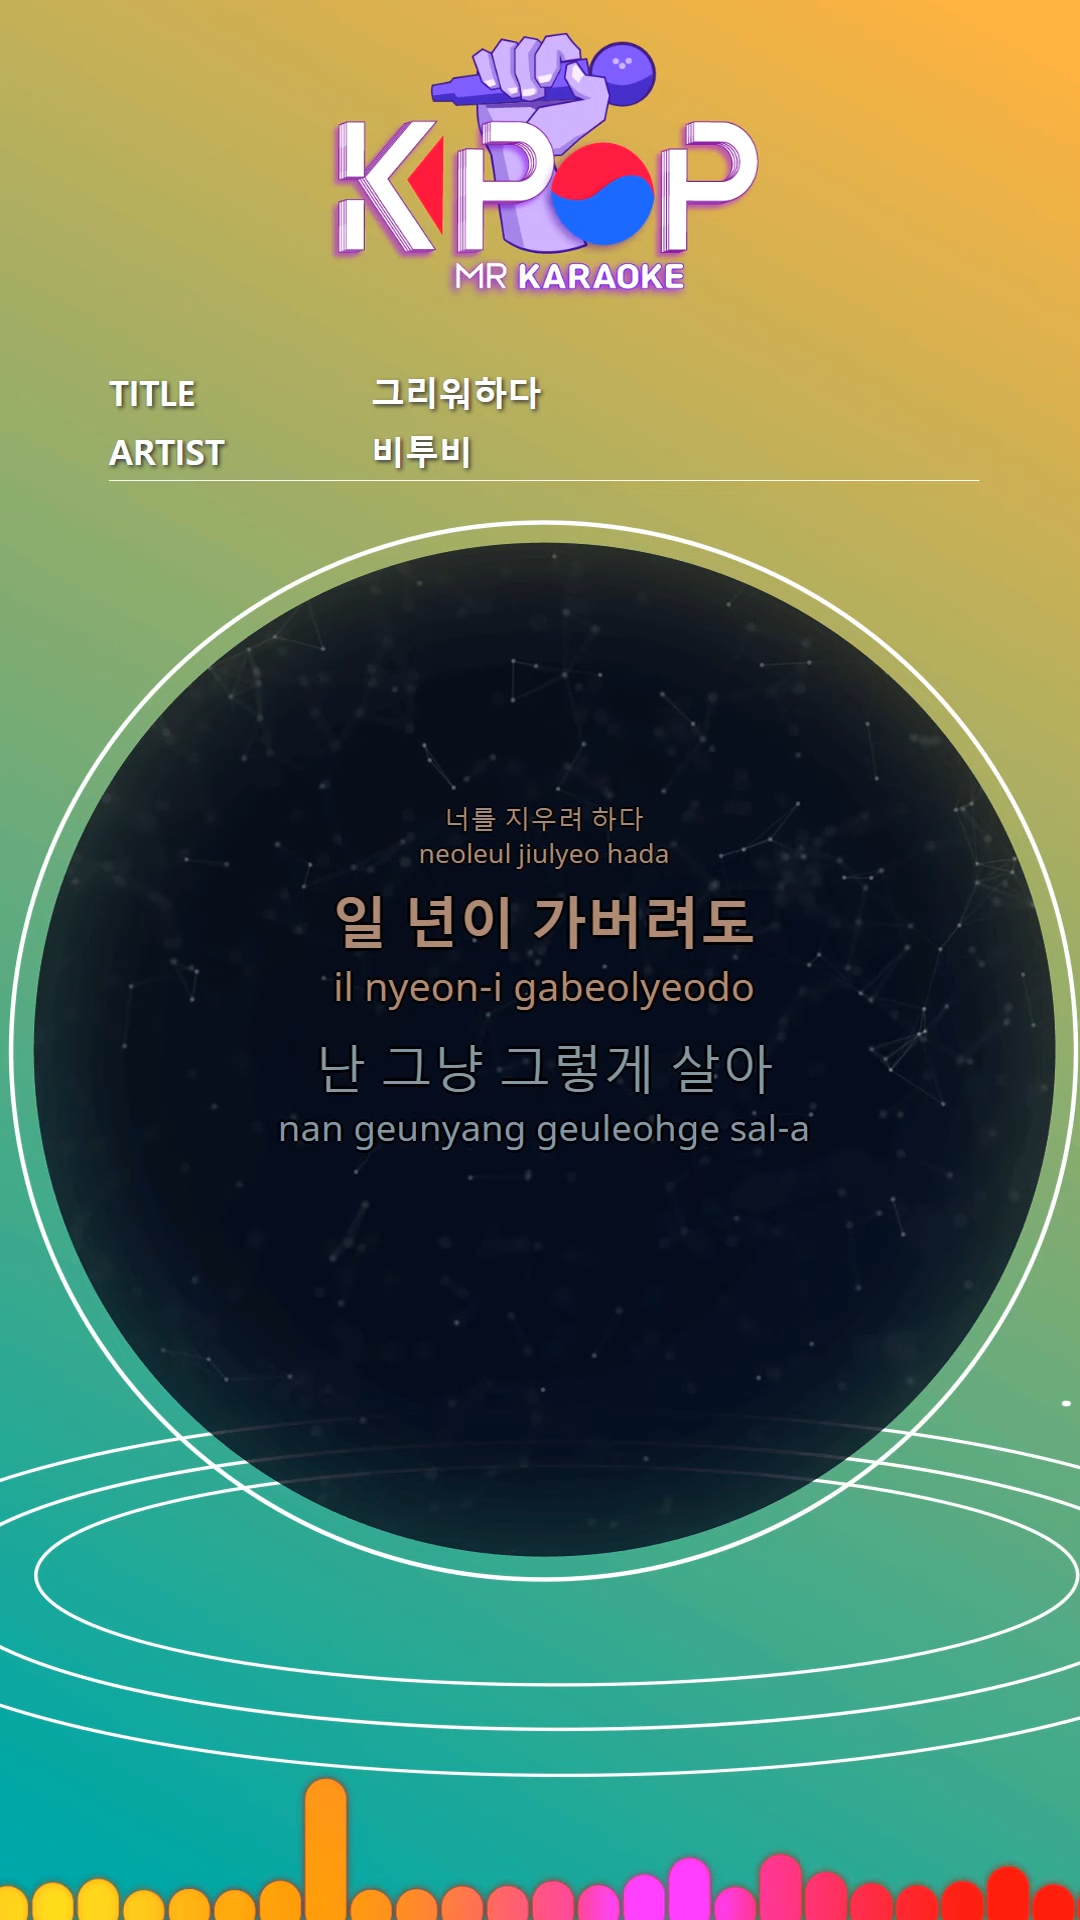 KPOP
MR KARAOKE
TITLE 그리워하다
ARTIST 비투비
너를 지우려 하다
neoleul jiulyeo hada
일 년이 가버려도
il nyeon-i gabeolyeodo
난 그냥 그렇게 살아
nan geunyang geuleohge sal-a